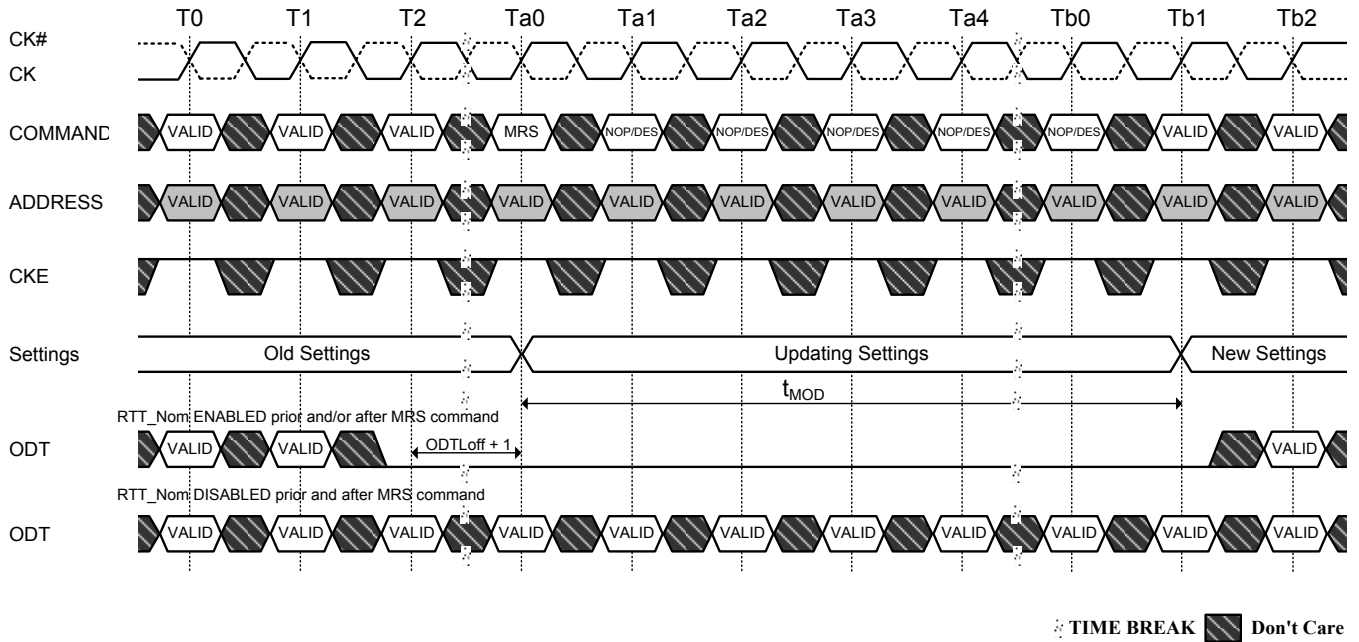 T0 T1 T2 Ta0 Ta1 Ta2 Ta3 Ta4 Tb0 Tb1 Tb2
CK#
CK
COMMAND VALID VALID VALID MRS NOP/DES NOP/DES NOP/DES NOP/DES NOP/DES VALID VALID
ADDRESS VALID VALID VALID VALID VALID VALID VALID VALID VALID VALID VALID
CKE
Settings Old Settings Updating Settings New Settings
tMOD
RTT_Nom ENABLED prior and/or after MRS command
ODT VALID VALID ODTLoff + 1 VALID
RTT_Nom DISABLED prior and after MRS command
ODT VALID VALID VALID VALID VALID VALID VALID VALID VALID VALID VALID
TIME BREAK Don't Care